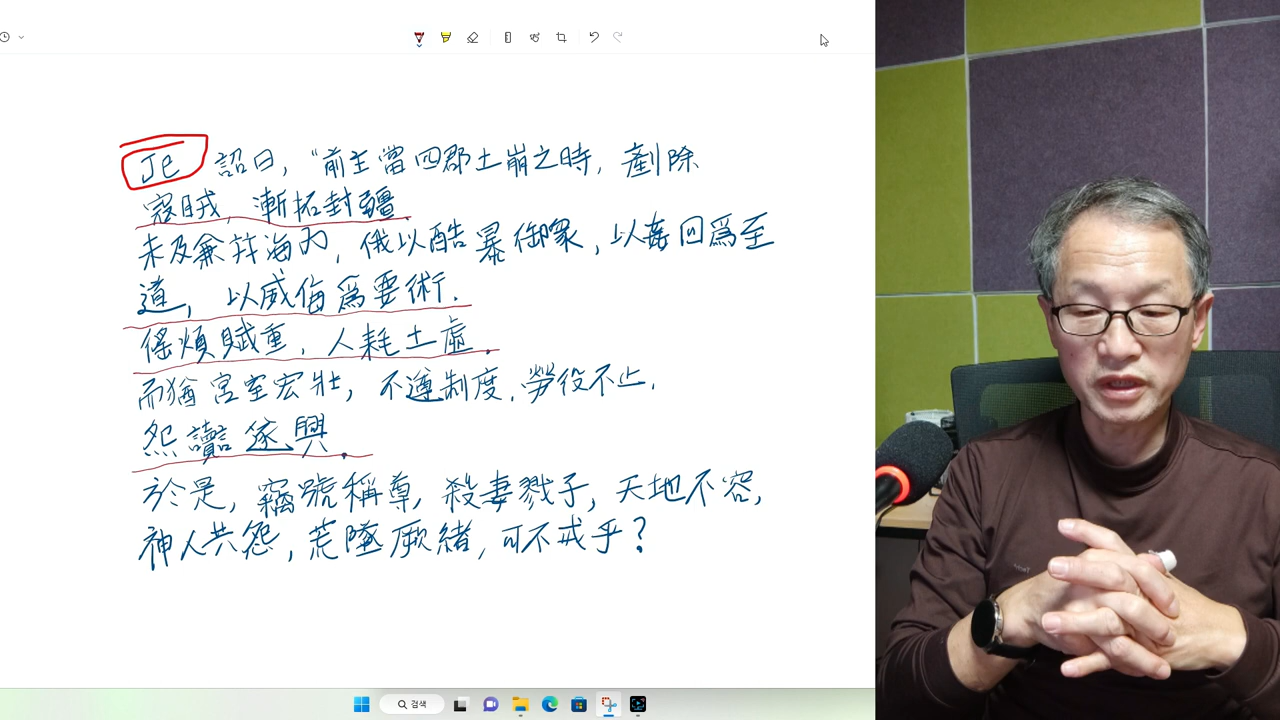 JC 詔曰, "前主當四郡土崩之時, 剷除
寇賊, 漸拓封疆.
未及兼幷海內, 俄以酷暴御衆, 以姦回爲至
道, 以威侮爲要術.
徭煩賦重, 人耗土虛.
而猶宮室宏壯, 不遵制度, 勞役不止.
怨讟遂興.
於是, 竊號稱尊, 殺妻戮子, 天地不容,
神人共怨, 荒墜厥緖, 可不戒乎?
검색